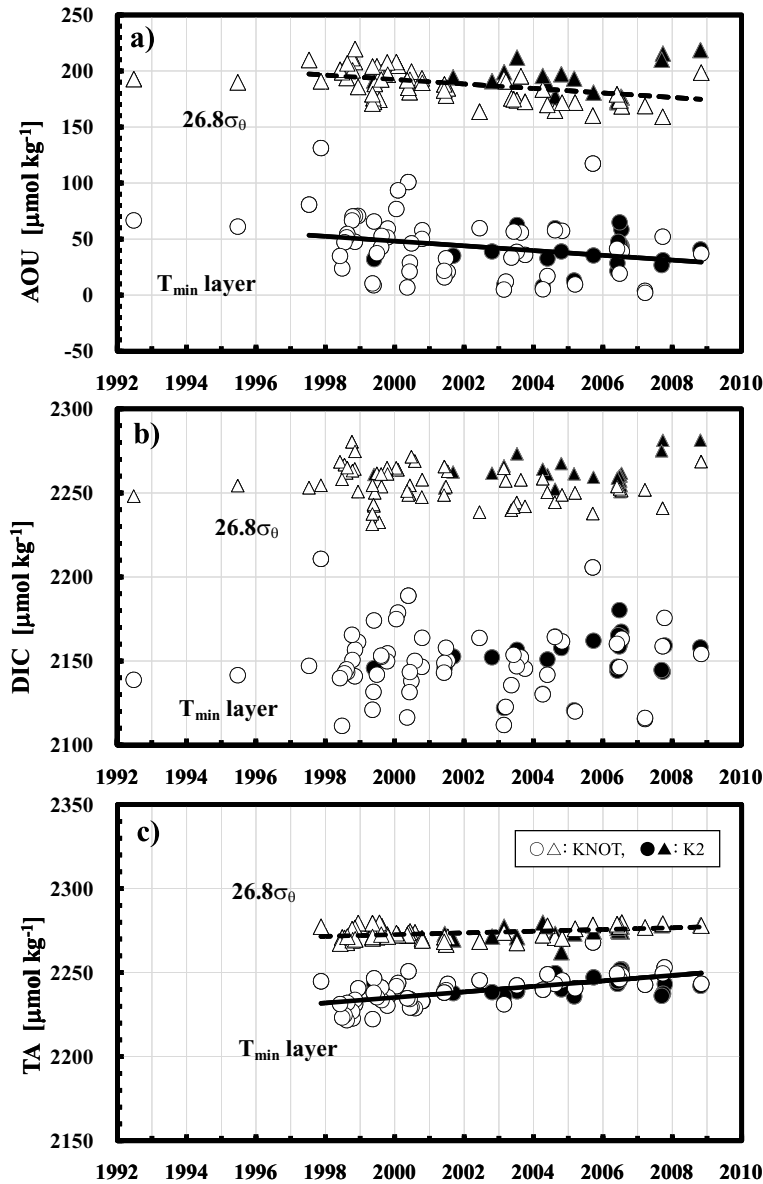 a)
AOU [μmol kg-1]
250
200
150
100
50
0
-50
26.8σθ
Tmin layer
1992 1994 1996 1998 2000 2002 2004 2006 2008 2010
b)
DIC [μmol kg-1]
2300
2250
2200
2150
2100
26.8σθ
Tmin layer
1992 1994 1996 1998 2000 2002 2004 2006 2008 2010
c)
TA [μmol kg-1]
2350
2300
2250
2200
2150
○△: KNOT, ●▲: K2
26.8σθ
Tmin layer
1992 1994 1996 1998 2000 2002 2004 2006 2008 2010